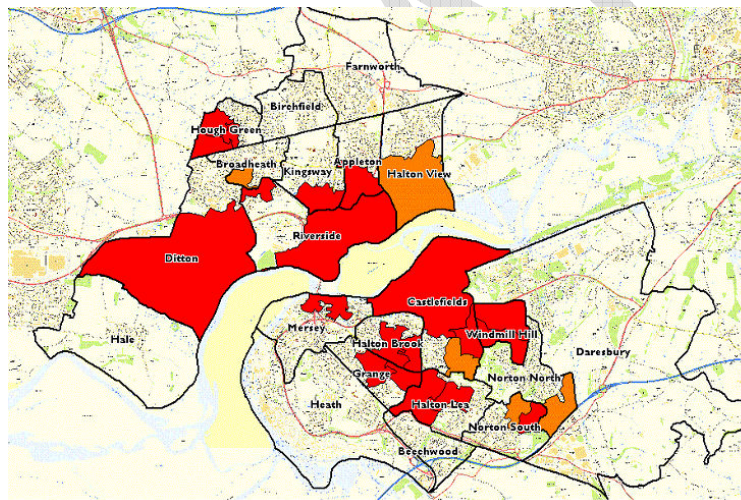 Farnworth
Birchfield
Hough Green
Broadheath
Appleton
Kingsway
Halton View
Riverside
Ditton
Castlefields
Mersey
Windmill Hill
Hale
Halton Brook
Daresbury
Grange
Norton North
Heath
Halton Lea
Norton South
Beechwood